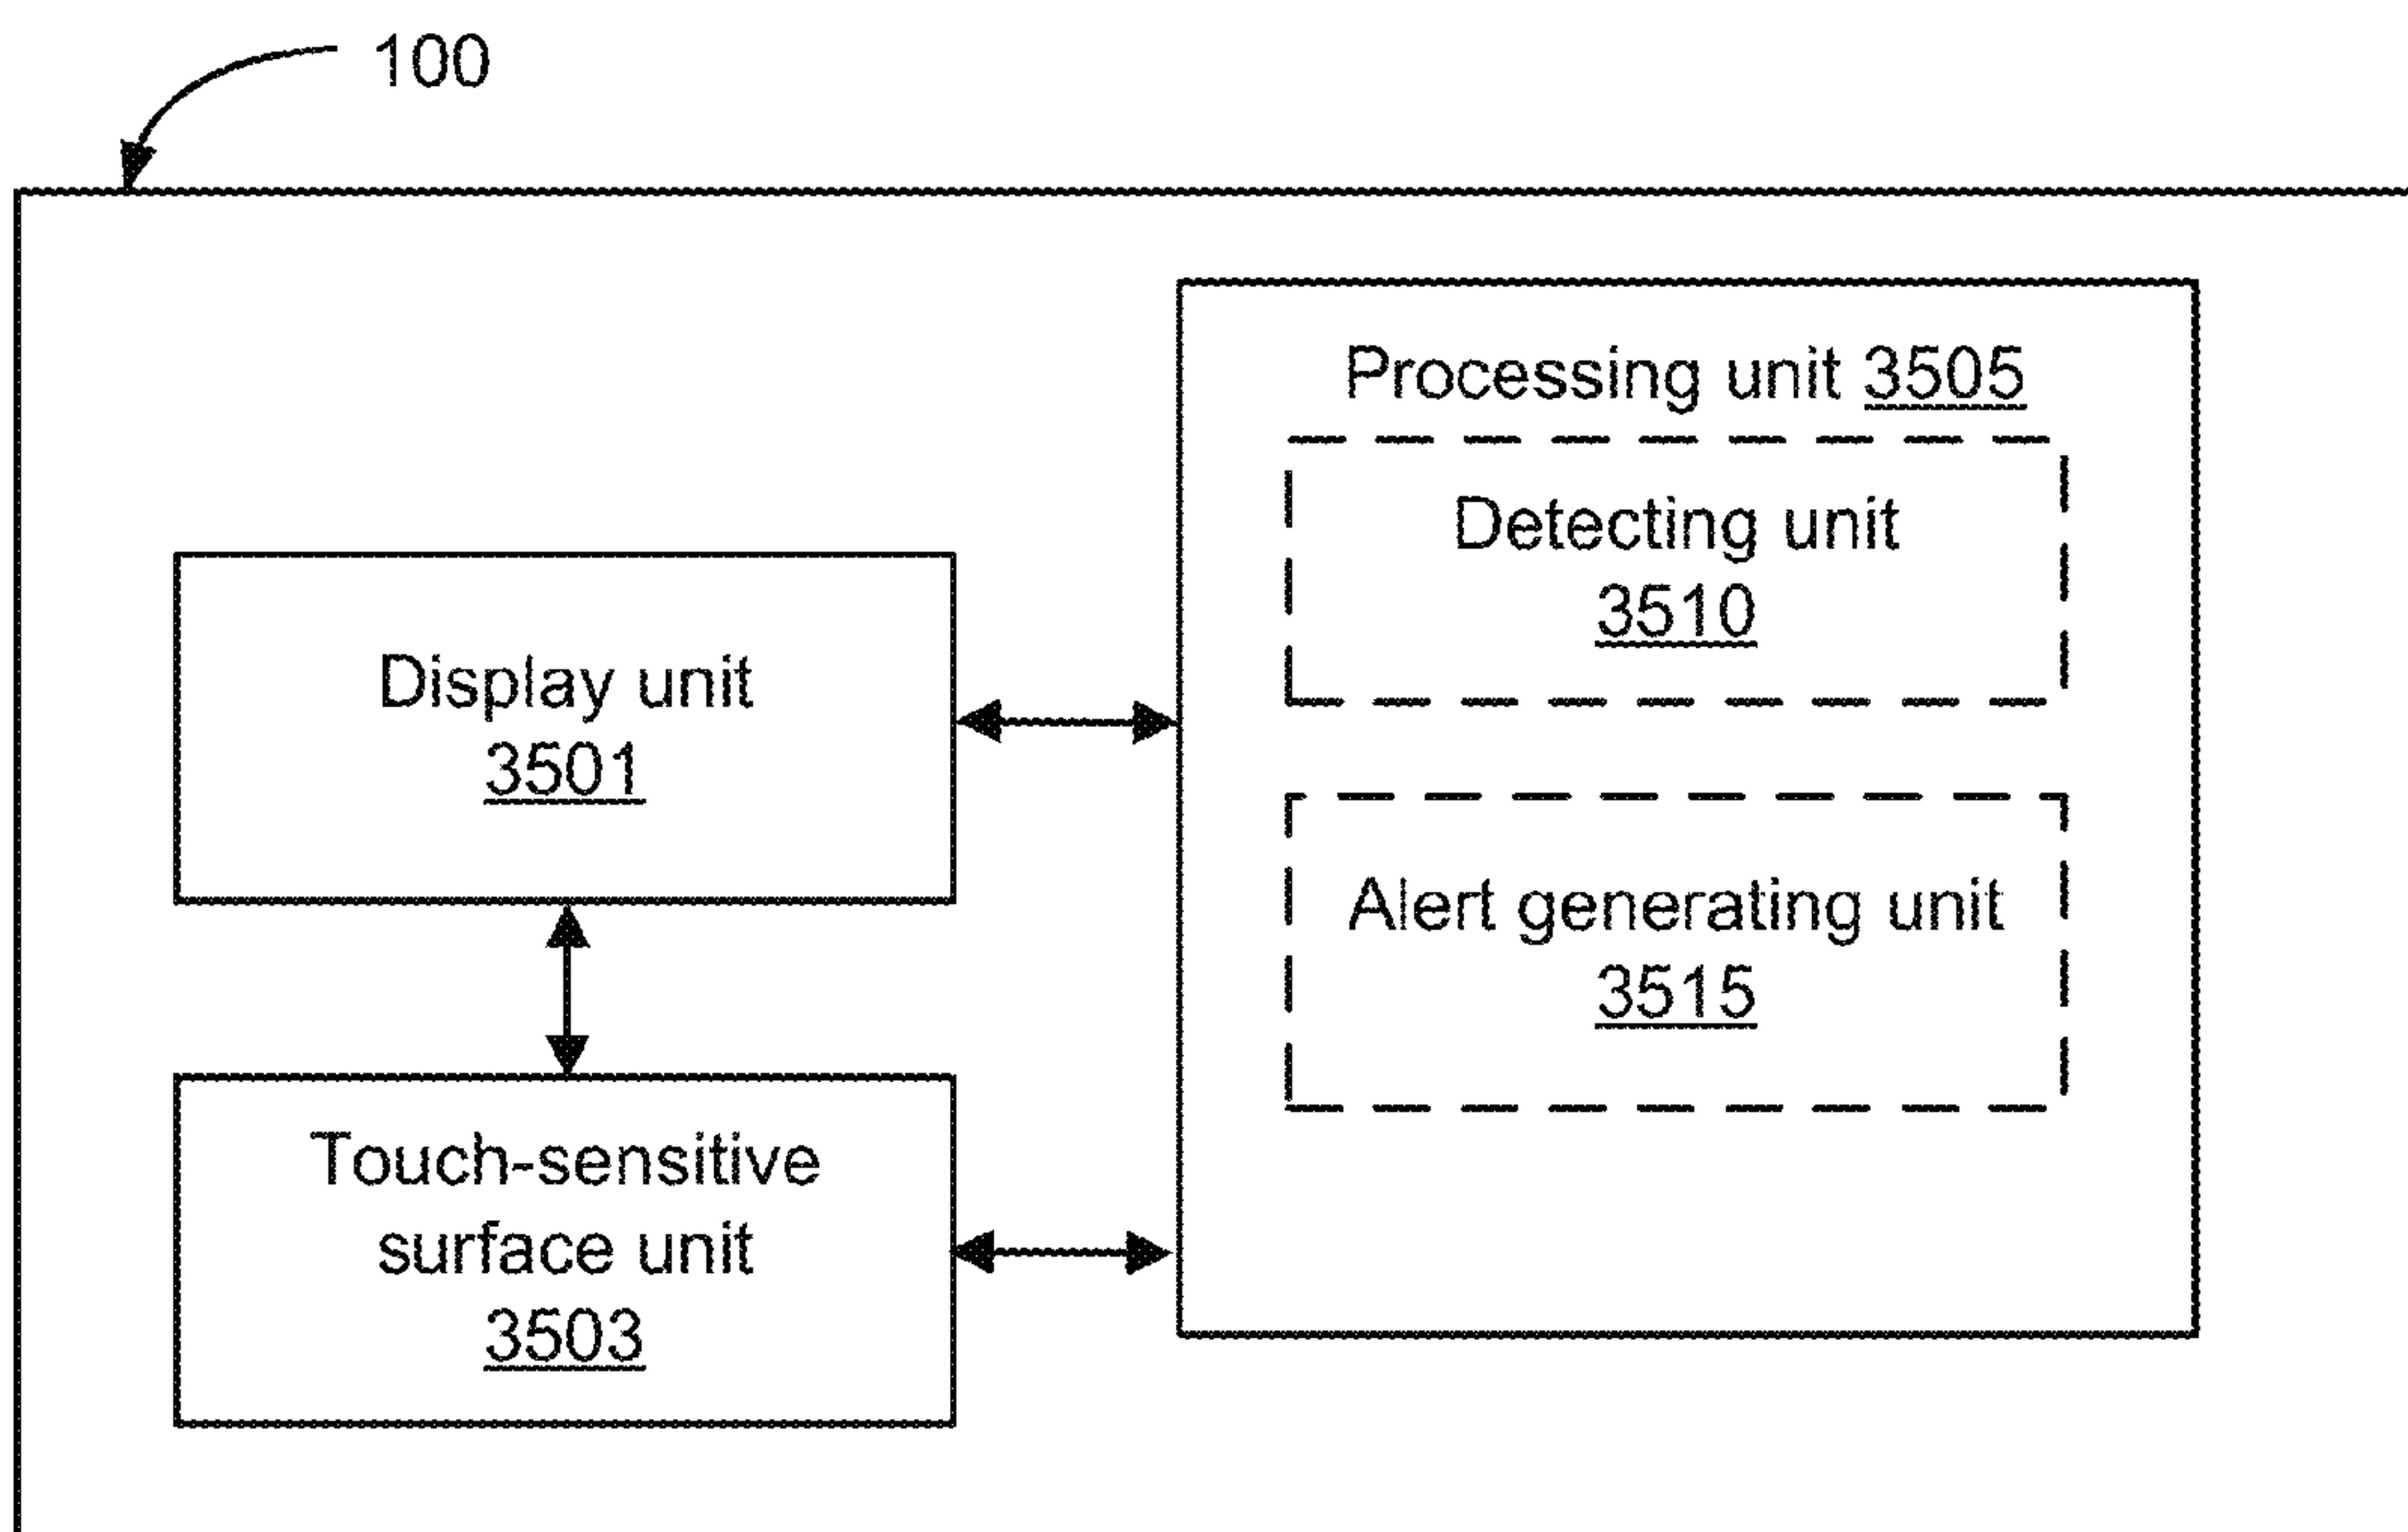 100
Processing unit 3505
Detecting unit
3510
Display unit
3501
Alert generating unit
3515
Touch-sensitive
surface unit
3503